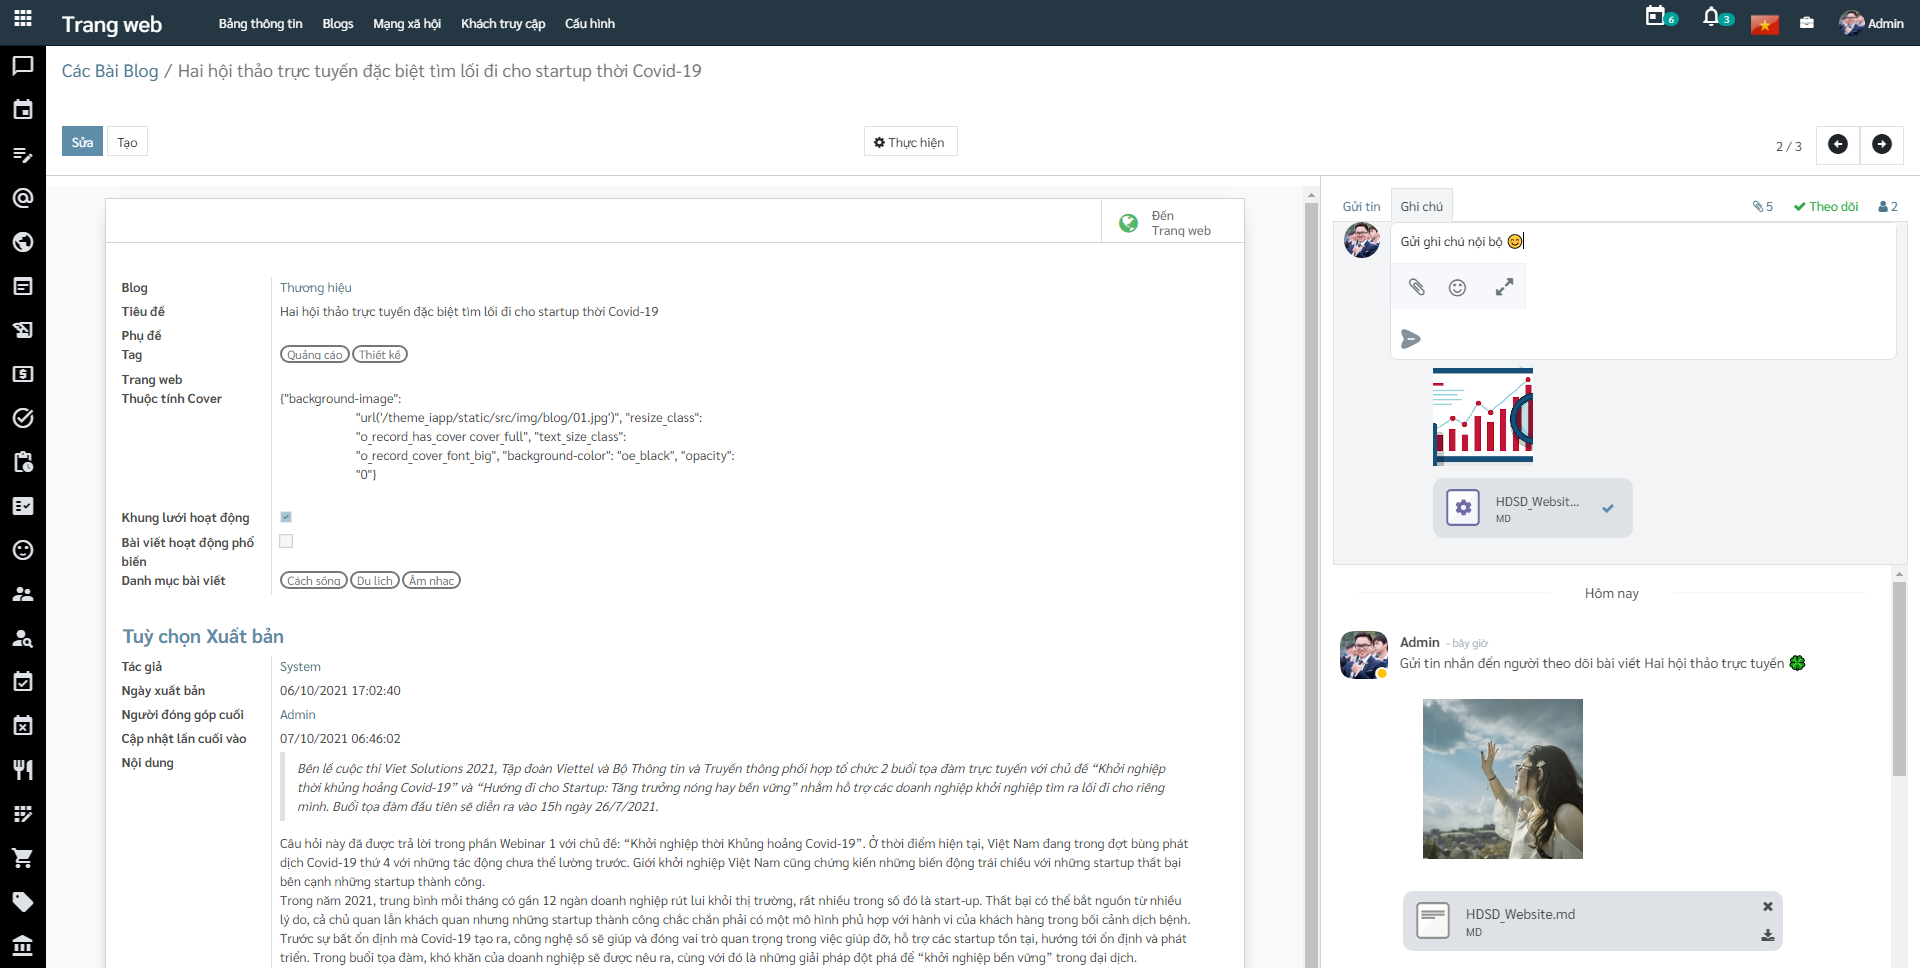 Trang web
Bảng thông tin
Blogs
Mạng xã hội
Khách truy cập
Cấu hình
6
3
Admin
Các Bài Blog / Hai hội thảo trực tuyến đặc biệt tìm lối đi cho startup thời Covid-19
Sửa
Tạo
Thực hiện
2 / 3
Đến
Trang web
Blog
Thương hiệu
Tiêu đề
Hai hội thảo trực tuyến đặc biệt tìm lối đi cho startup thời Covid-19
Phụ đề
Tag
Quảng cáo
Thiết kế
Trang web
Thuộc tính Cover
{"background-image":
"url('/theme_iapp/static/src/img/blog/01.jpg')", "resize_class":
"o_record_has_cover cover_full", "text_size_class":
"o_record_cover_font_big", "background-color": "oe_black", "opacity":
"0"}
Khung lưới hoạt động
Bài viết hoạt động phổ
biến
Danh mục bài viết
Cách sống
Du lịch
Âm nhạc
Tuỳ chọn Xuất bản
Tác giả
System
Ngày xuất bản
06/10/2021 17:02:40
Người đóng góp cuối
Admin
Cập nhật lần cuối vào
07/10/2021 06:46:02
Nội dung
Bên lề cuộc thi Viet Solutions 2021, Tập đoàn Viettel và Bộ Thông tin và Truyền thông phối hợp tổ chức 2 buổi tọa đàm trực tuyến với chủ đề “Khởi nghiệp
thời khủng hoảng Covid-19” và “Hướng đi cho Startup: Tăng trưởng nóng hay bền vững” nhằm hỗ trợ các doanh nghiệp khởi nghiệp tìm ra lối đi cho riêng
mình. Buổi tọa đàm đầu tiên sẽ diễn ra vào 15h ngày 26/7/2021.
Câu hỏi này đã được trả lời trong phần Webinar 1 với chủ đề: “Khởi nghiệp thời Khủng hoảng Covid-19”. Ở thời điểm hiện tại, Việt Nam đang trong đợt bùng phát
dịch Covid-19 thứ 4 với những tác động chưa thể lường trước. Giới khởi nghiệp Việt Nam cũng chứng kiến những biến động trái chiều với những startup thất bại
bên cạnh những startup thành công.
Trong năm 2021, trung bình mỗi tháng có gần 12 ngàn doanh nghiệp rút lui khỏi thị trường, rất nhiều trong số đó là start-up. Thất bại có thể bắt nguồn từ nhiều
lý do, cả chủ quan lẫn khách quan nhưng những startup thành công chắc chắn phải có một mô hình phù hợp với hành vi của khách hàng trong bối cảnh dịch bệnh.
Trước sự bất ổn định mà Covid-19 tạo ra, công nghệ số sẽ giúp và đóng vai trò quan trọng trong việc giúp đỡ, hỗ trợ các startup tồn tại, hướng tới ổn định và phát
triển. Trong buổi tọa đàm, khó khăn của doanh nghiệp sẽ được nêu ra, cùng với đó là những giải pháp đột phá để “khởi nghiệp bền vững” trong đại dịch.
Gửi tin
Ghi chú
5
Theo dõi
2
Gửi ghi chú nội bộ 😊
HDSD_Websit...
MD
Hôm nay
Admin - bây giờ
Gửi tin nhắn đến người theo dõi bài viết Hai hội thảo trực tuyến 🍀
HDSD_Website.md
MD